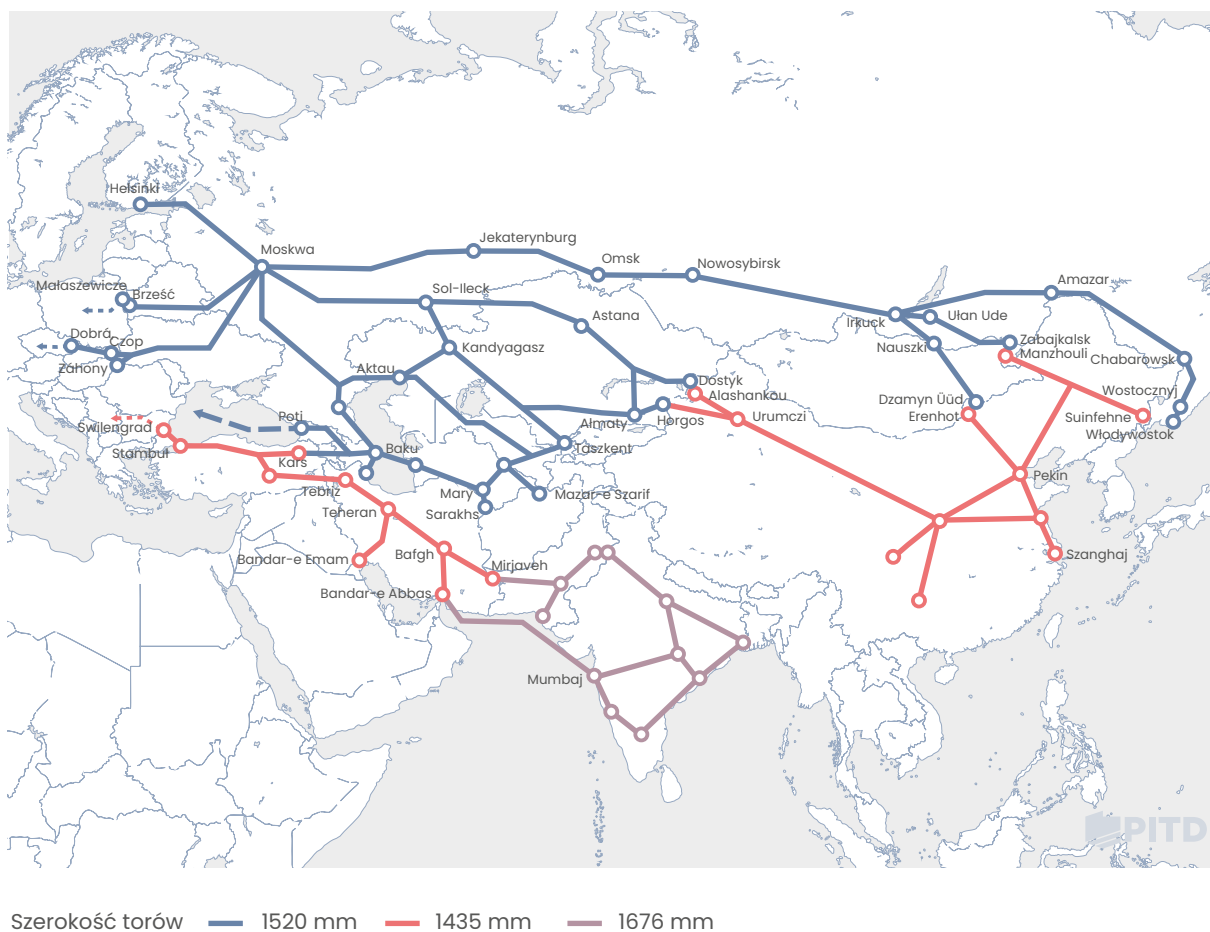 Helsinki
Moskwa
Jekaterynburg
Omsk
Nowosybirsk
Amazar
Małaszewicze
Brześć
Sol-Ileck
Astana
Irkuck
Ułan Ude
Dobrá
Czop
Záhony
Kandyagasz
Nauszki
Zabajkalsk
Manzhouli
Chabarowsk
Aktau
Dostyk
Alashankou
Wostocznyj
Dzamyn Üüd
Erenhot
Poti
Ałmaty
Horgos
Urumczi
Suinfehne
Władywostok
Swilengrad
Stambuł
Kars
Baku
Taszkent
Pekin
Tebriz
Mary
Mazar-e Szarif
Teheran
Sarakhs
Bandar-e Emam
Bafgh
Mirjaveh
Szanghaj
Bandar-e Abbas
Mumbaj
PITD
Szerokość torów 1520 mm 1435 mm 1676 mm